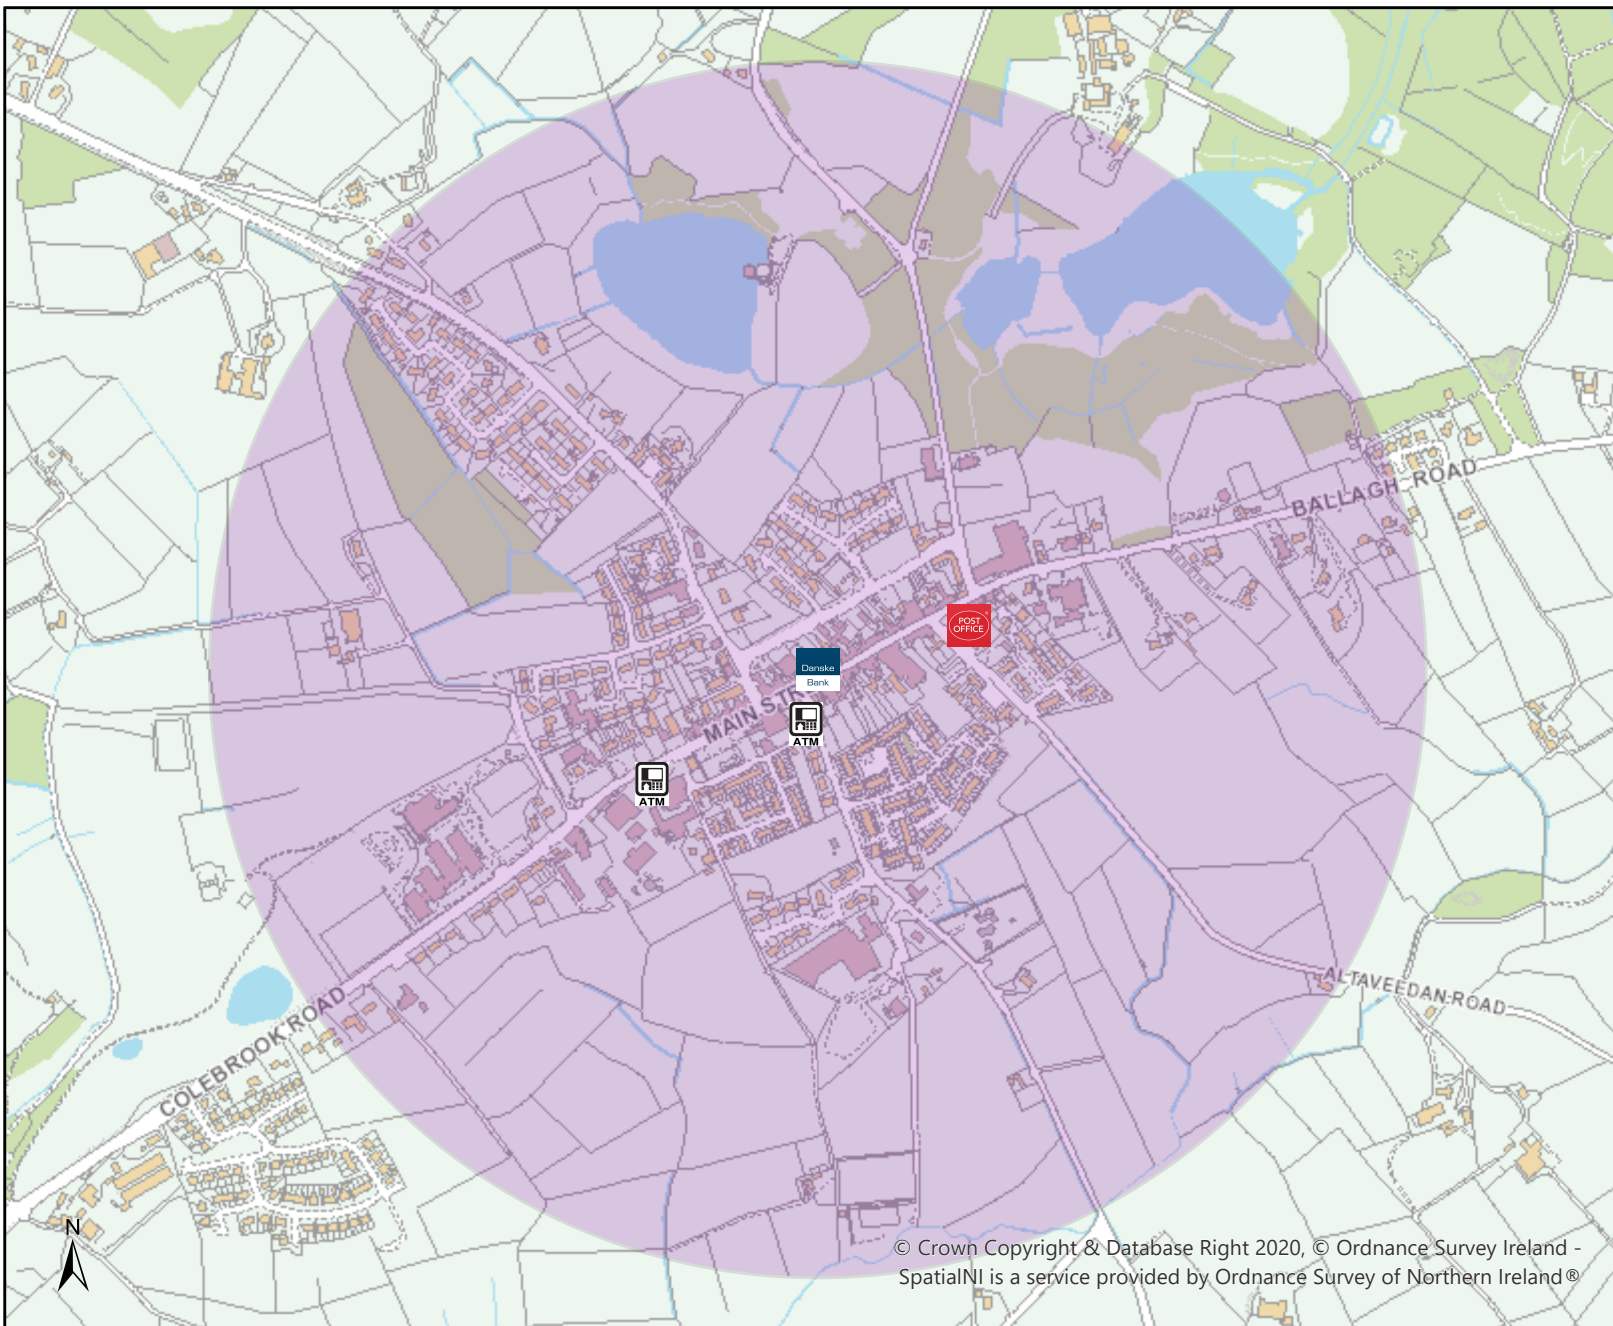 BALLAGH ROAD
POST
OFFICE
Danske
Bank
MAIN STRE
ATM
ATM
ALTAVEEDAN ROAD
COLEBROOK ROAD
N
© Crown Copyright & Database Right 2020, © Ordnance Survey Ireland -
SpatialNI is a service provided by Ordnance Survey of Northern Ireland®